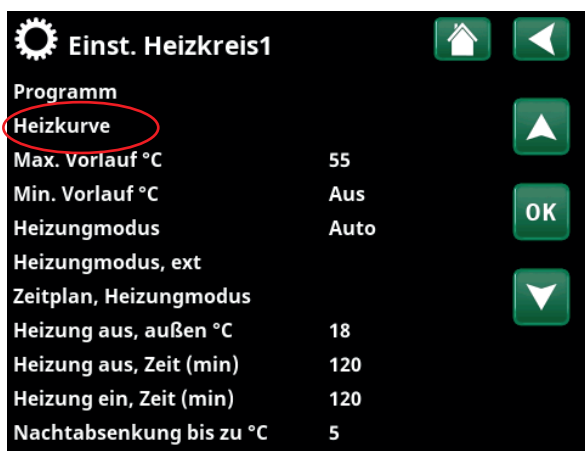 Einst. Heizkreis1
Programm
Heizkurve
Max. Vorlauf °C 55
Min. Vorlauf °C Aus
Heizungmodus Auto
OK
Heizungmodus, ext
Zeitplan, Heizungmodus
Heizung aus, außen °C 18
Heizung aus, Zeit (min) 120
Heizung ein, Zeit (min) 120
Nachtabsenkung bis zu °C 5